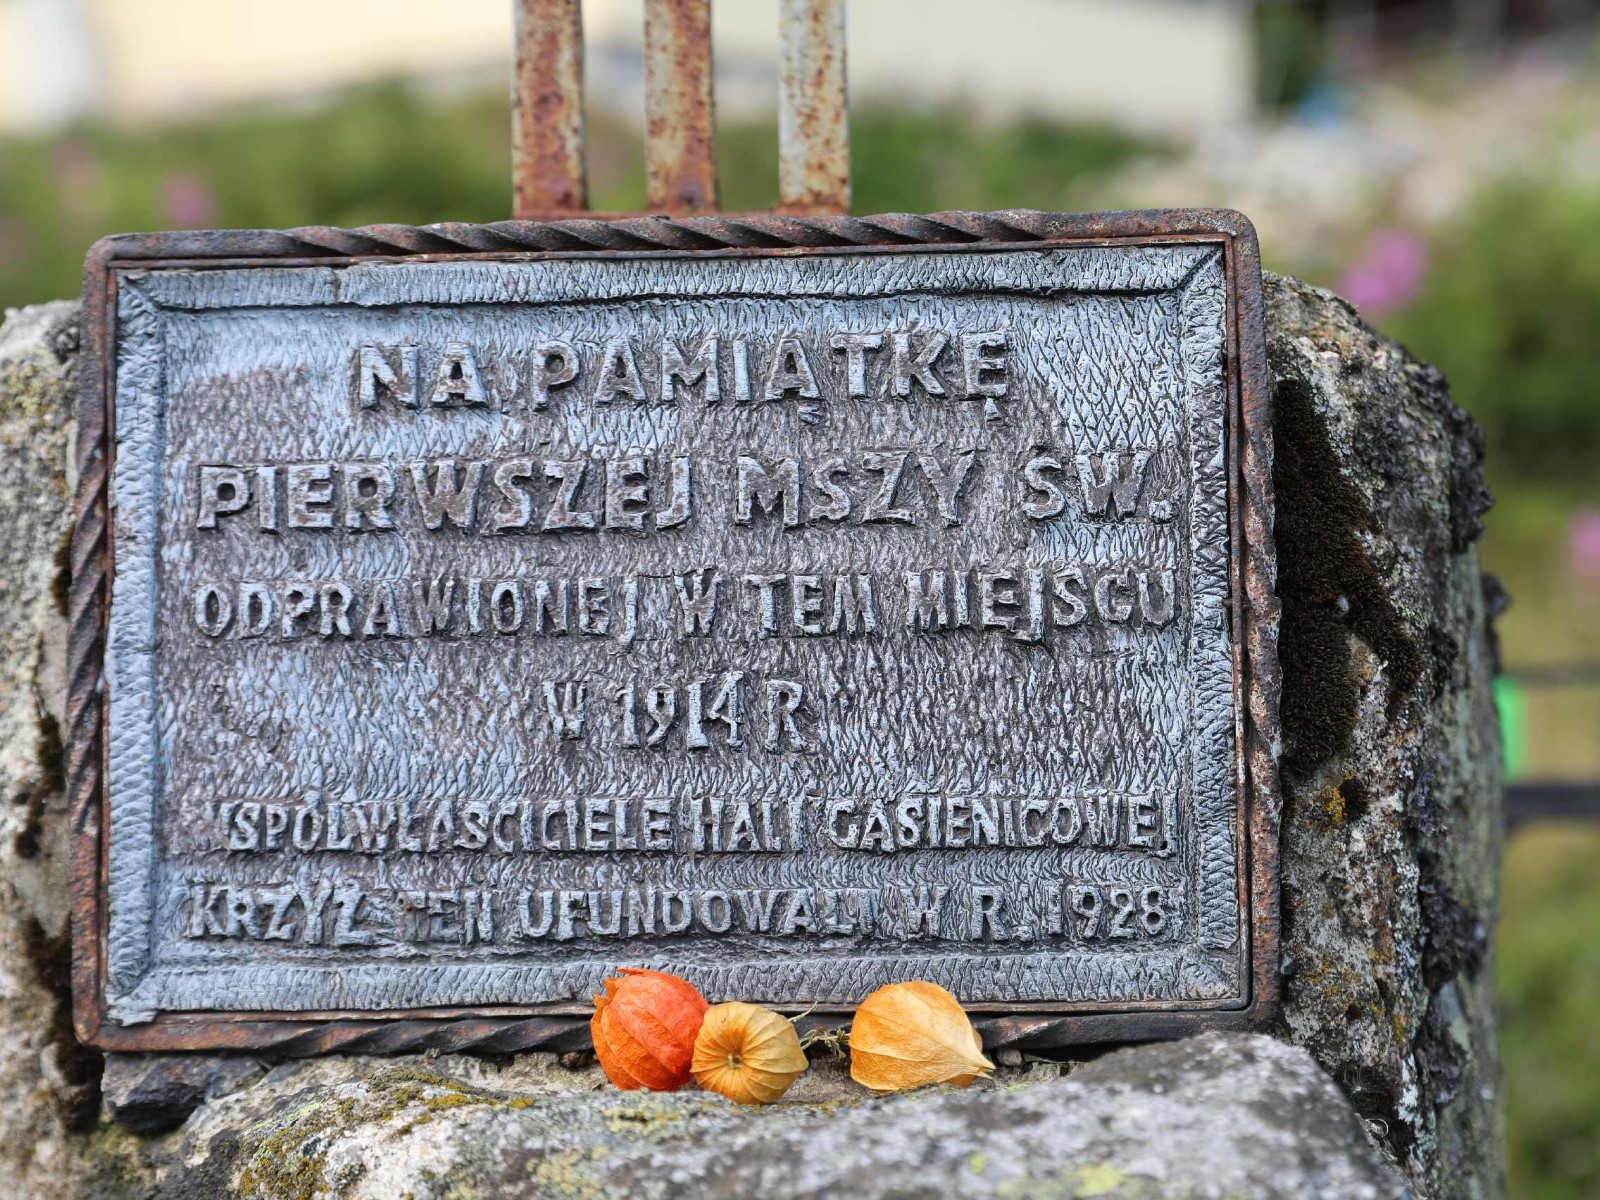 NA PAMIĄTKĘ
PIERWSZEJ MSZY ŚW.
ODPRAWIONEJ W TEM MIEJSCU
W 1914 R
WSPÓŁWŁAŚCICIELE HALI GĄSIENICOWEJ
KRZYŻ TEN UFUNDOWALI W R. 1928